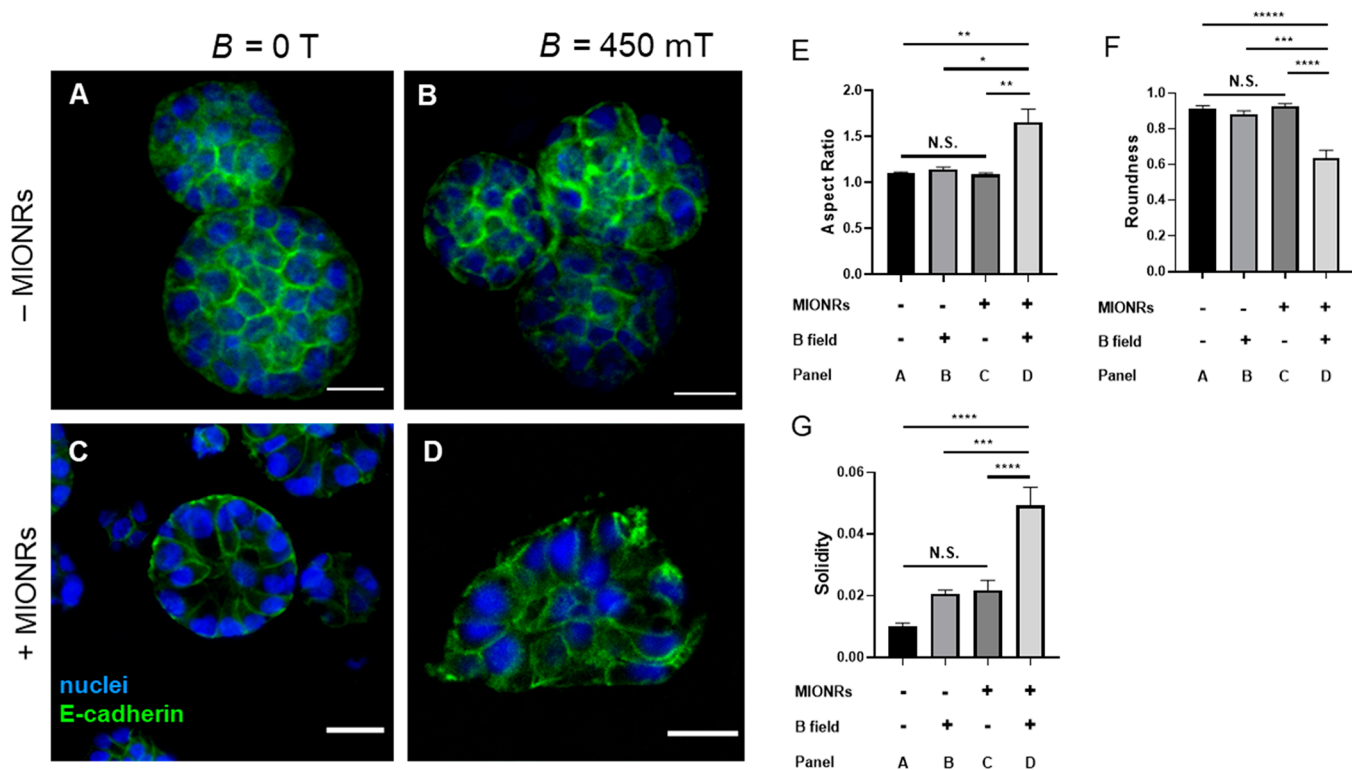 B = 0 T
B = 450 mT
– MIONRs
+ MIONRs
A
B
C
D
nuclei
E-cadherin
E
**
*
**
N.S.
Aspect Ratio
2.0
1.5
1.0
0.5
0.0
MIONRs - - + +
B field - + - +
Panel A B C D
F
*****
***
****
N.S.
Roundness
1.0
0.8
0.6
0.4
0.2
0.0
MIONRs - - + +
B field - + - +
Panel A B C D
G
****
***
****
N.S.
Solidity
0.06
0.04
0.02
0.00
MIONRs - - + +
B field - + - +
Panel A B C D